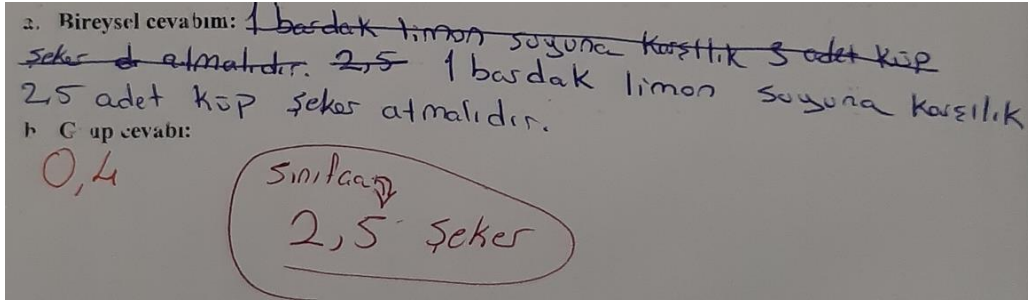 a. Bireysel cevabım: 1 bardak limon suyuna karşılık 3 adet küp
şeker atmalıdır. 2,5 1 bardak limon suyuna karşılık
2,5 adet küp şeker atmalıdır.
b G up cevabı:
0,4
Sınıfça
2,5 şeker